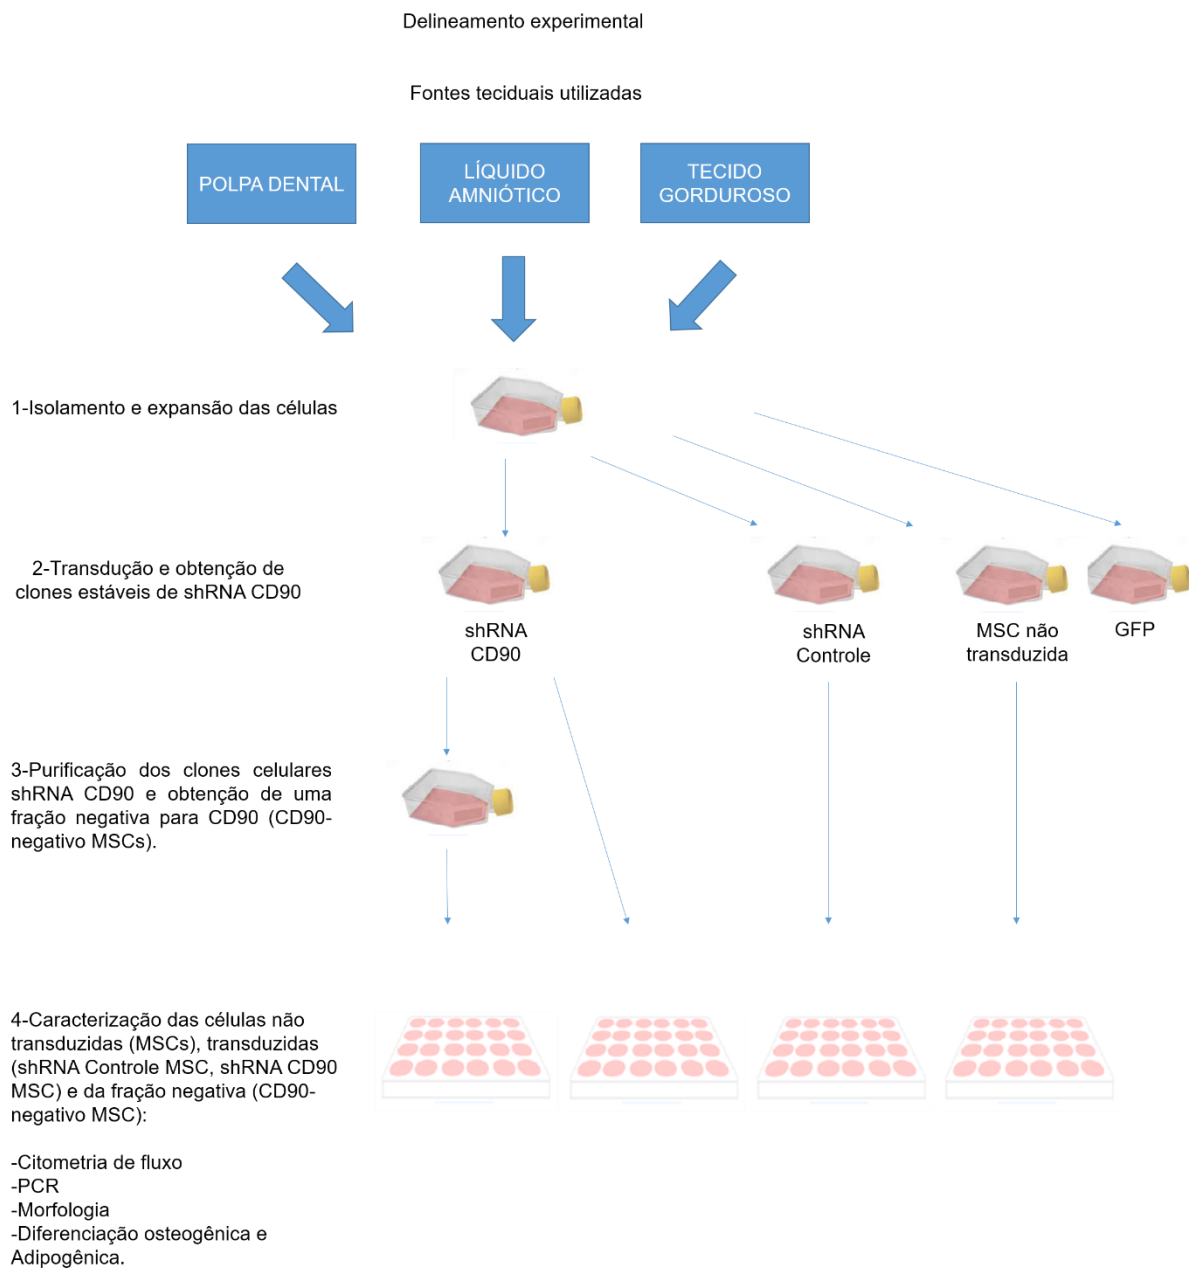 Delineamento experimental
Fontes teciduais utilizadas
POLPA DENTAL
LÍQUIDO
AMNIÓTICO
TECIDO
GORDUROSO
1-Isolamento e expansão das células
2-Transdução e obtenção de
clones estáveis de shRNA CD90
shRNA
CD90
shRNA
Controle
MSC não
transduzida
GFP
3-Purificação dos clones celulares
shRNA CD90 e obtenção de uma
fração negativa para CD90 (CD90-
negativo MSCs).
4-Caracterização das células não
transduzidas (MSCs), transduzidas
(shRNA Controle MSC, shRNA CD90
MSC) e da fração negativa (CD90-
negativo MSC):
-Citometria de fluxo
-PCR
-Morfologia
-Diferenciação osteogênica e
Adipogênica.